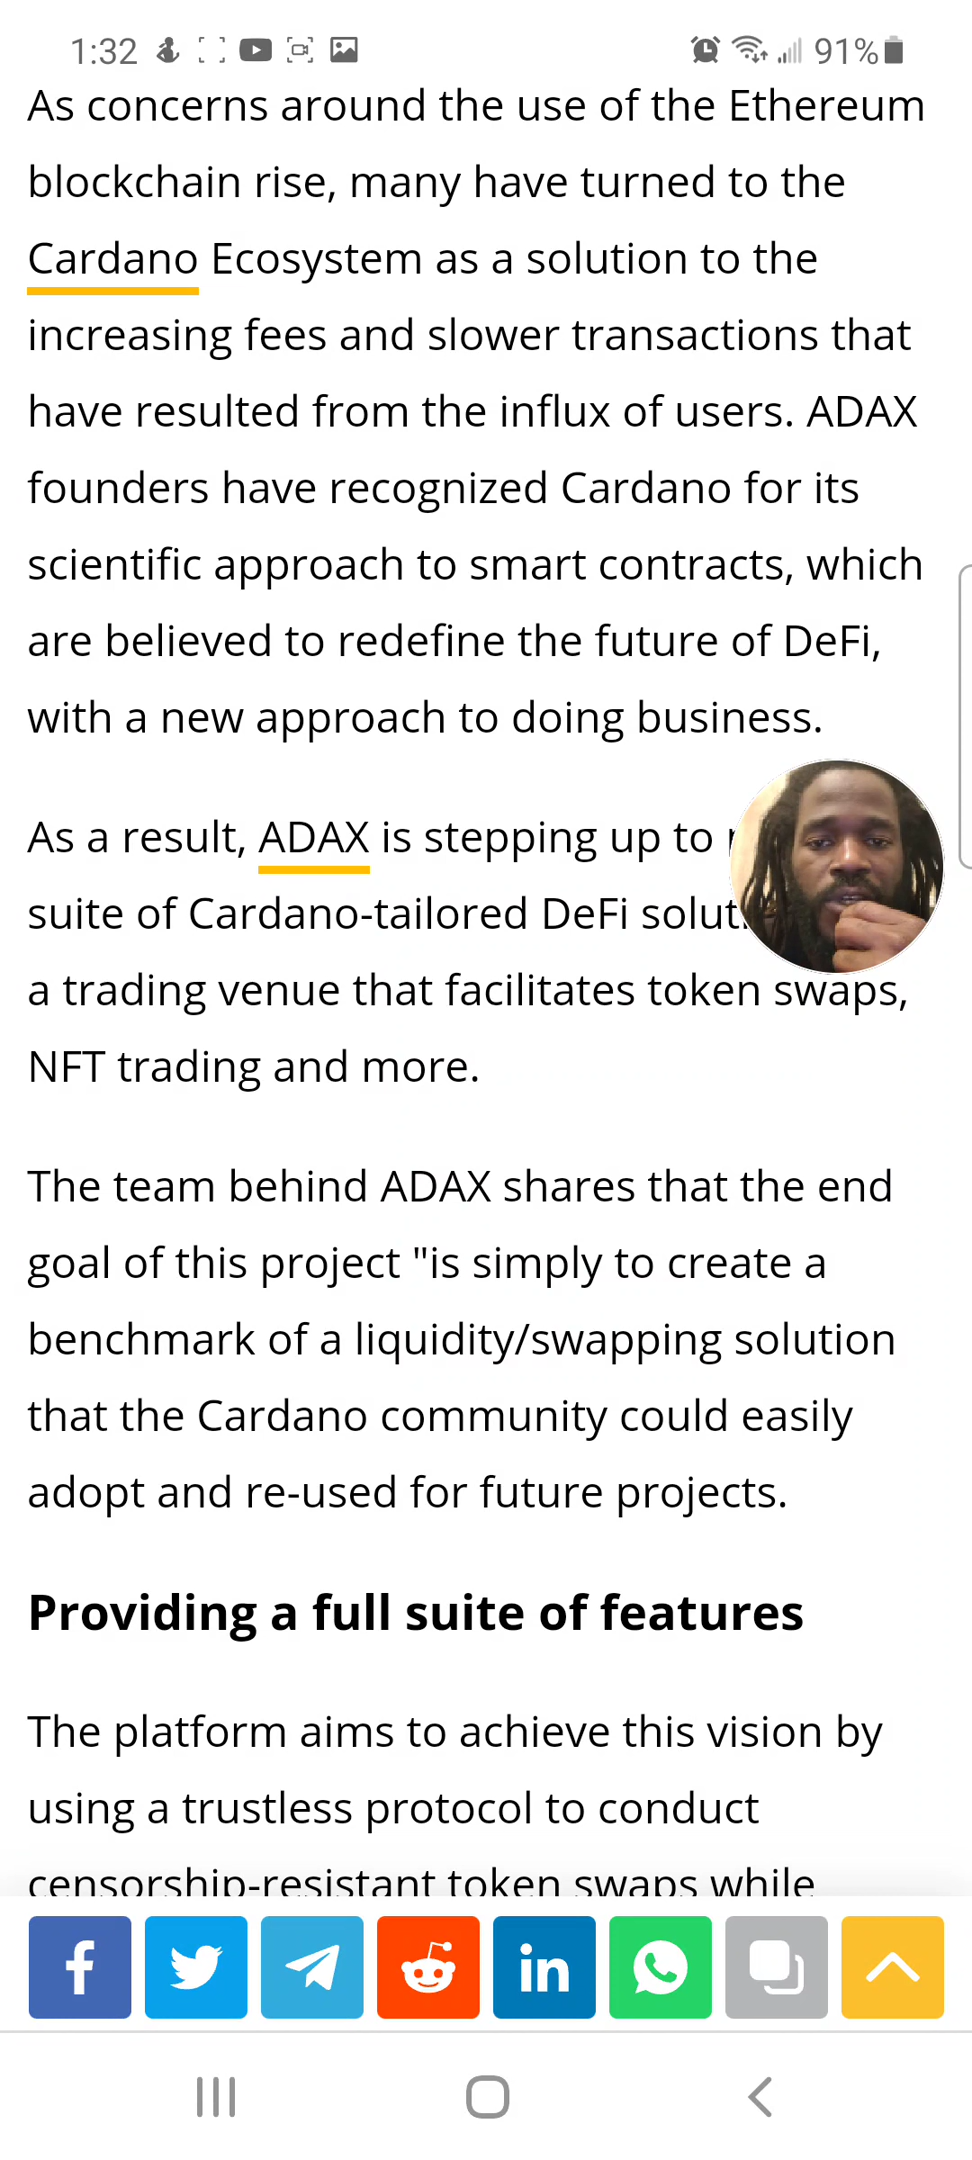 1:32 91%
As concerns around the use of the Ethereum
blockchain rise, many have turned to the
Cardano Ecosystem as a solution to the
increasing fees and slower transactions that
have resulted from the influx of users. ADAX
founders have recognized Cardano for its
scientific approach to smart contracts, which
are believed to redefine the future of DeFi,
with a new approach to doing business.
As a result, ADAX is stepping up to
suite of Cardano-tailored DeFi
a trading venue that facilitates token swaps,
NFT trading and more.
The team behind ADAX shares that the end
goal of this project "is simply to create a
benchmark of a liquidity/swapping solution
that the Cardano community could easily
adopt and re-used for future projects.
Providing a full suite of features
The platform aims to achieve this vision by
using a trustless protocol to conduct
censorship-resistant token swaps while